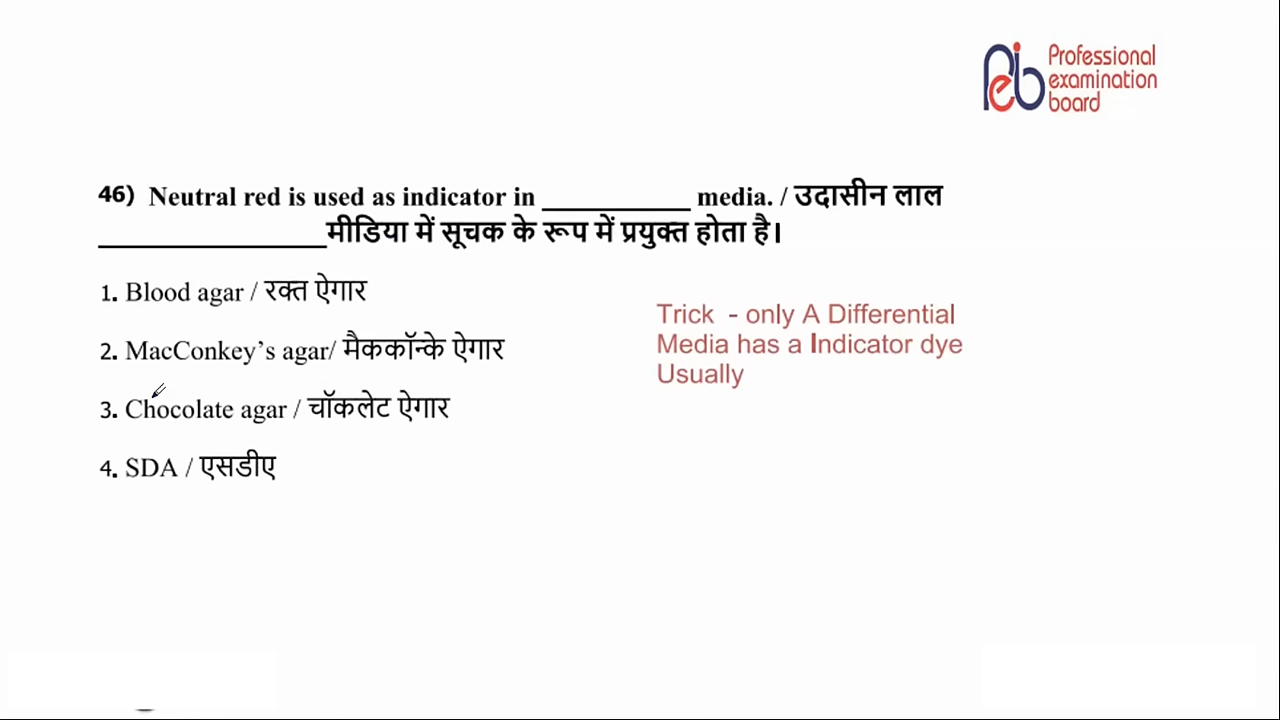 Peb Professional
examination
board
46) Neutral red is used as indicator in ___________ media. / उदासीन लाल
_________________मीडिया में सूचक के रूप में प्रयुक्त होता है।
1. Blood agar / रक्त ऐगार
2. MacConkey’s agar/ मैककॉन्के ऐगार
3. Chocolate agar / चॉकलेट ऐगार
4. SDA / एसडीए
Trick - only A Differential
Media has a Indicator dye
Usually